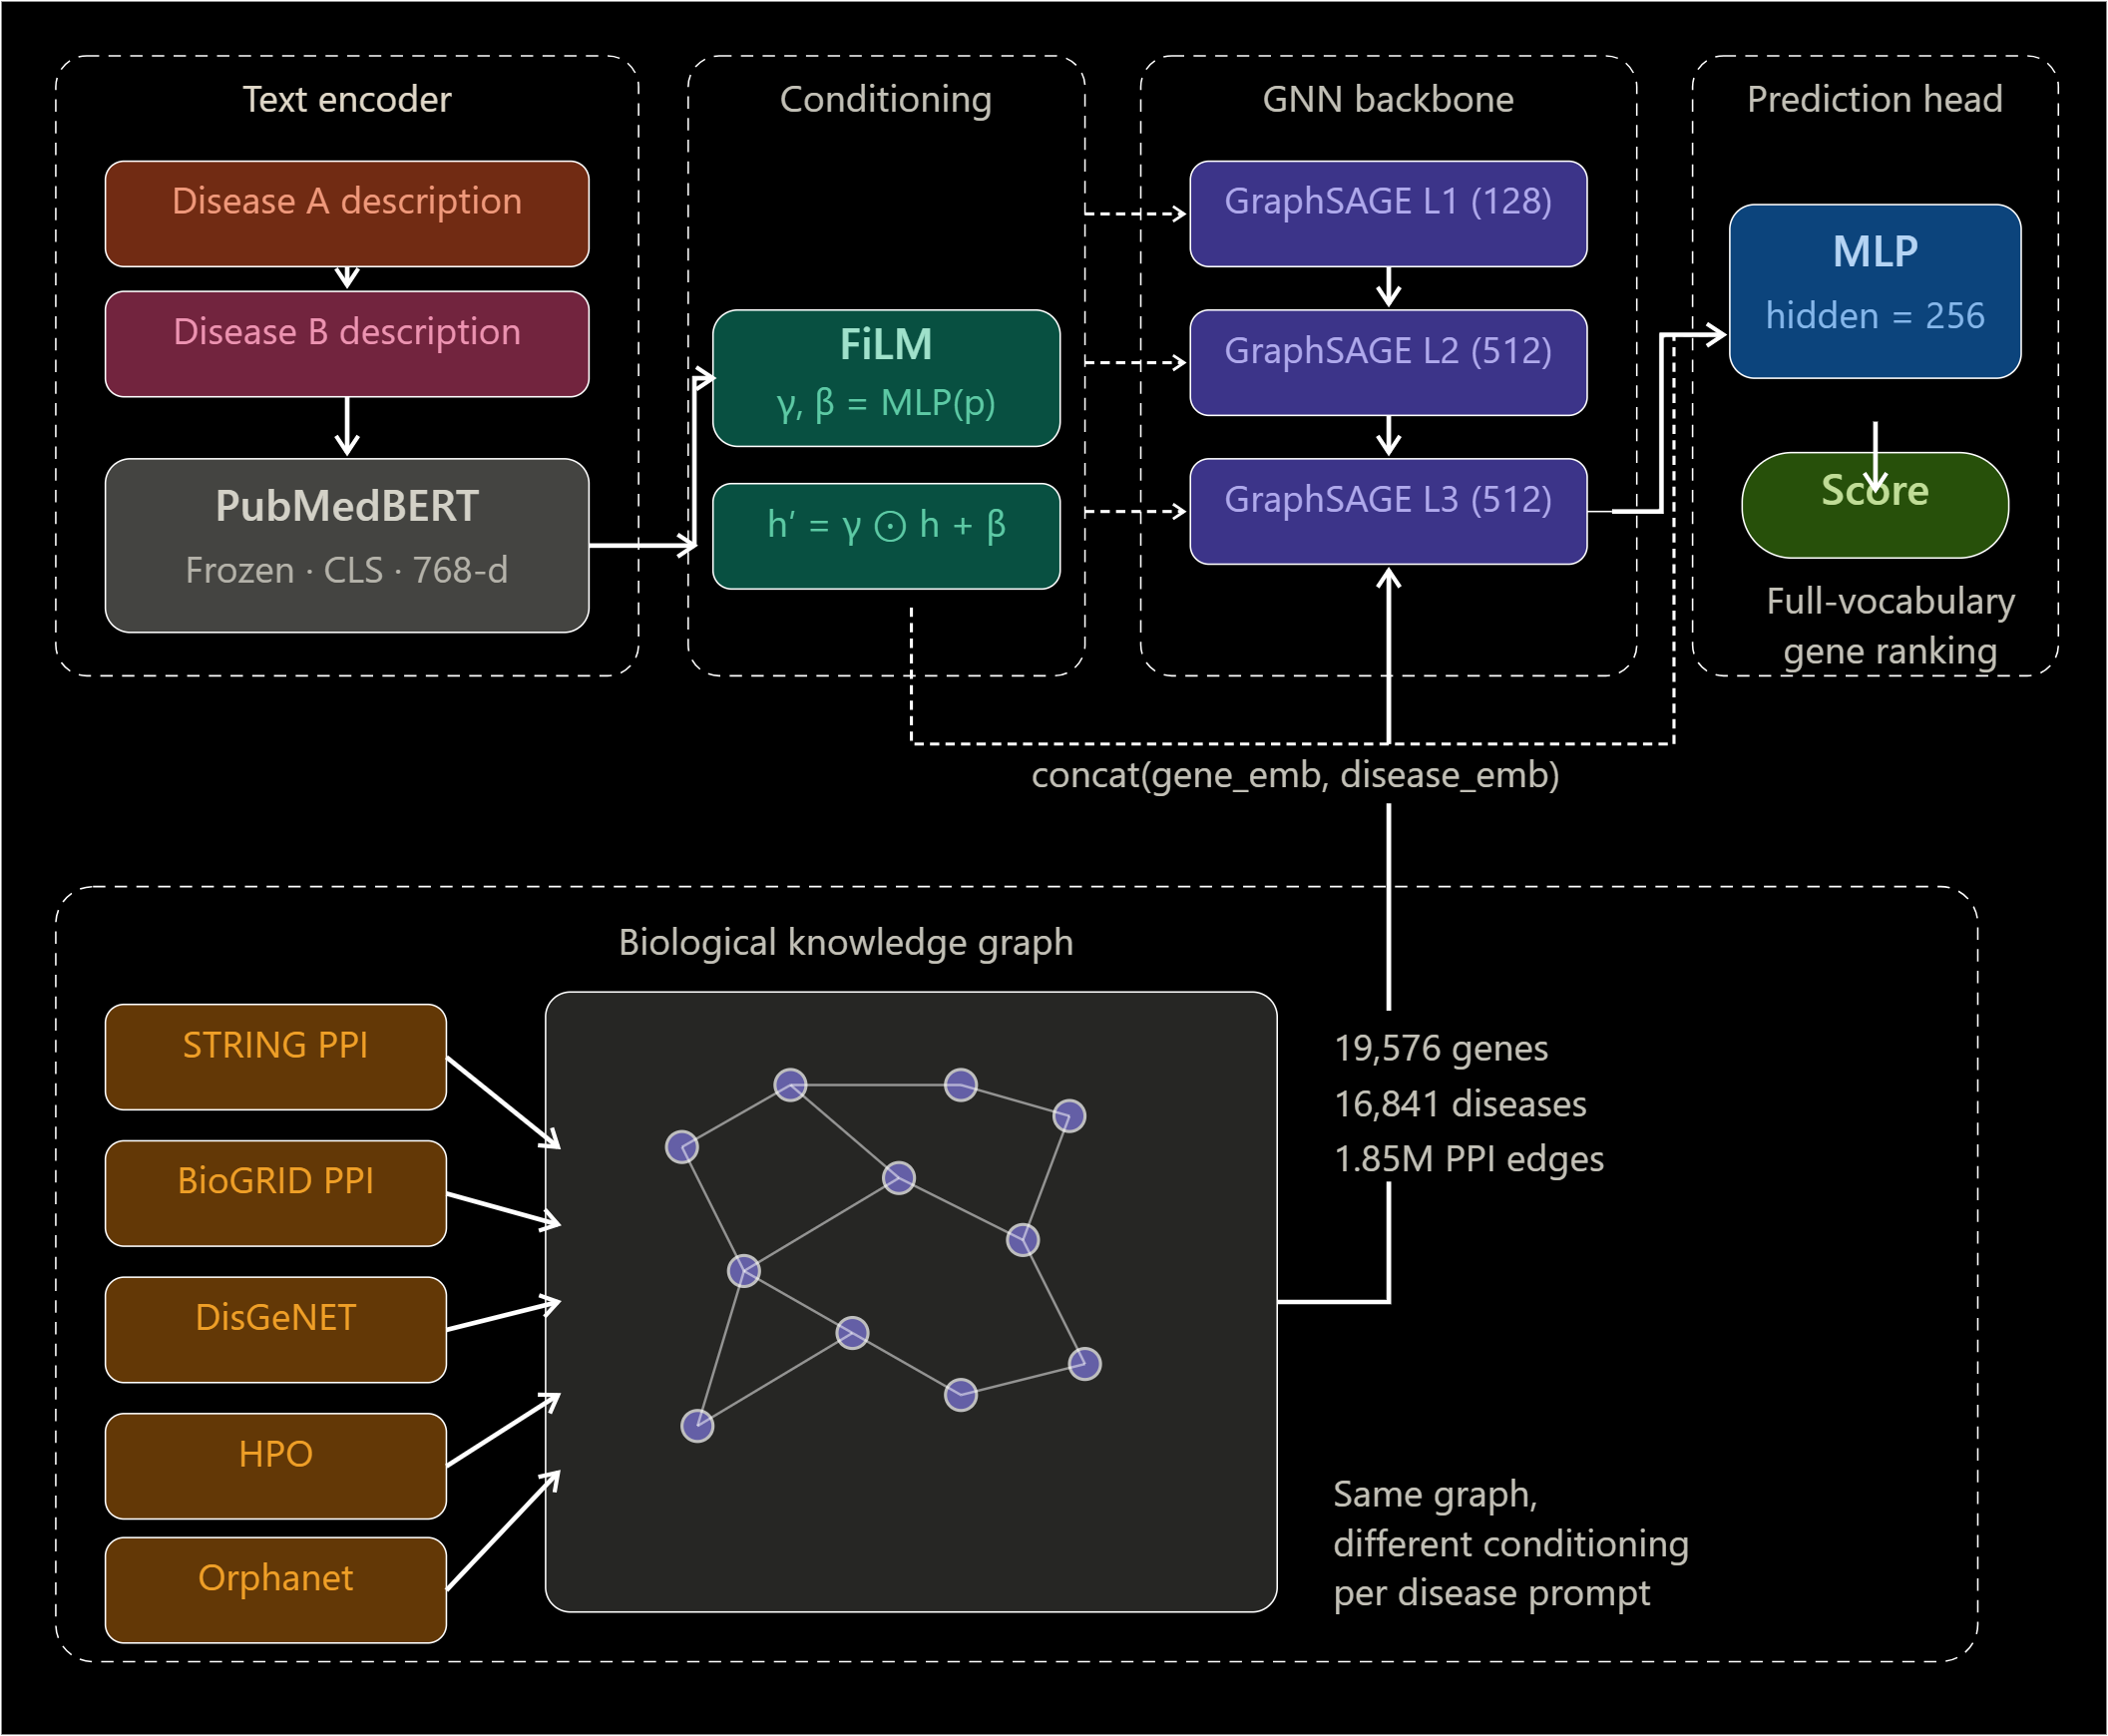 Text encoder
Disease A description
Disease B description
PubMedBERT
Frozen · CLS · 768-d
Conditioning
FiLM
γ, β = MLP(p)
h′ = γ ⊙ h + β
GNN backbone
GraphSAGE L1 (128)
GraphSAGE L2 (512)
GraphSAGE L3 (512)
Prediction head
MLP
hidden = 256
Score
Full-vocabulary
gene ranking
concat(gene_emb, disease_emb)
Biological knowledge graph
STRING PPI
BioGRID PPI
DisGeNET
HPO
Orphanet
19,576 genes
16,841 diseases
1.85M PPI edges
Same graph,
different conditioning
per disease prompt